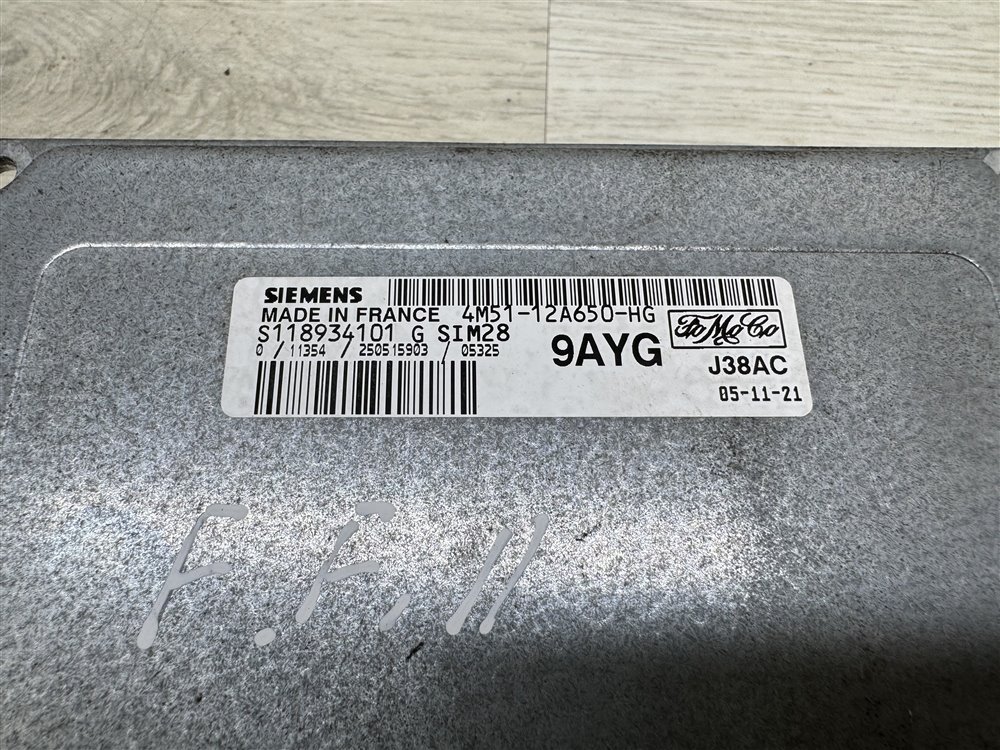 SIEMENS
MADE IN FRANCE 4M51-12A650-HG
S118934101 G SIM28
0 / 11354 / 250515903 / 05325
9AYG
FoMoCo
J38AC
05-11-21
F.F.II